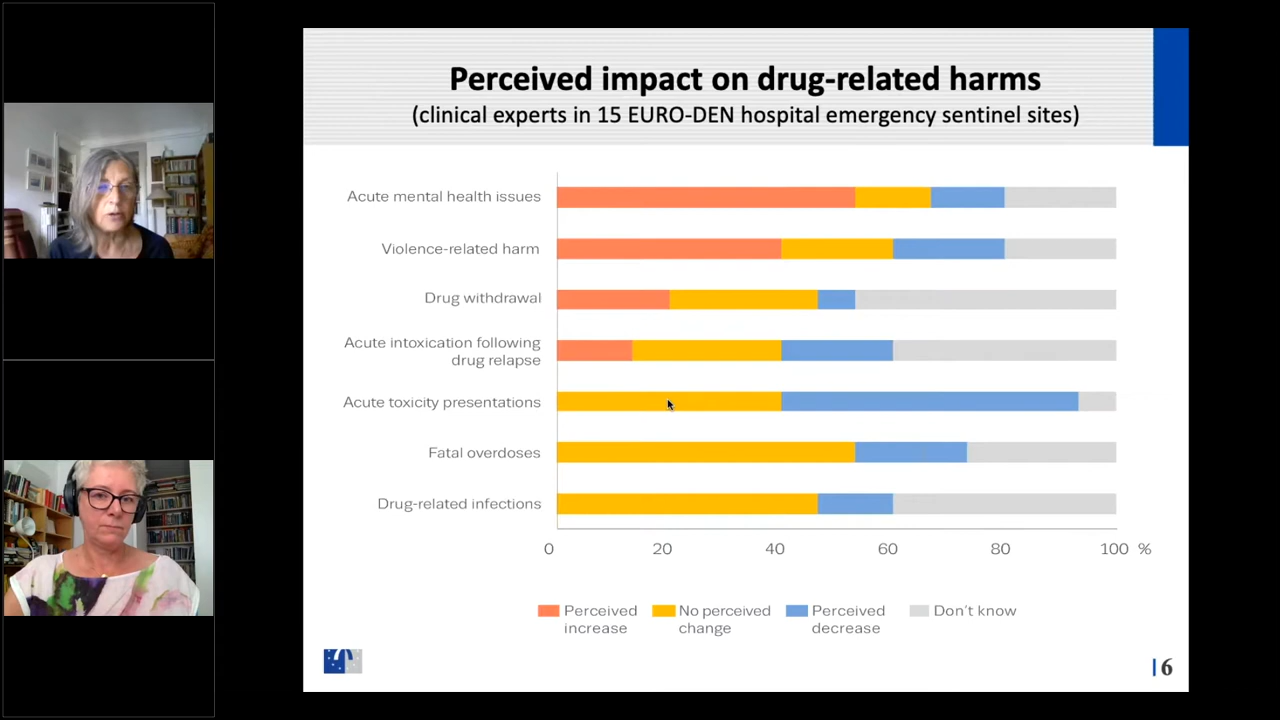 Perceived impact on drug-related harms
(clinical experts in 15 EURO-DEN hospital emergency sentinel sites)
Acute mental health issues
Violence-related harm
Drug withdrawal
Acute intoxication following
drug relapse
Acute toxicity presentations
Fatal overdoses
Drug-related infections
0 20 40 60 80 100 %
Perceived
increase
No perceived
change
Perceived
decrease
Don't know
6